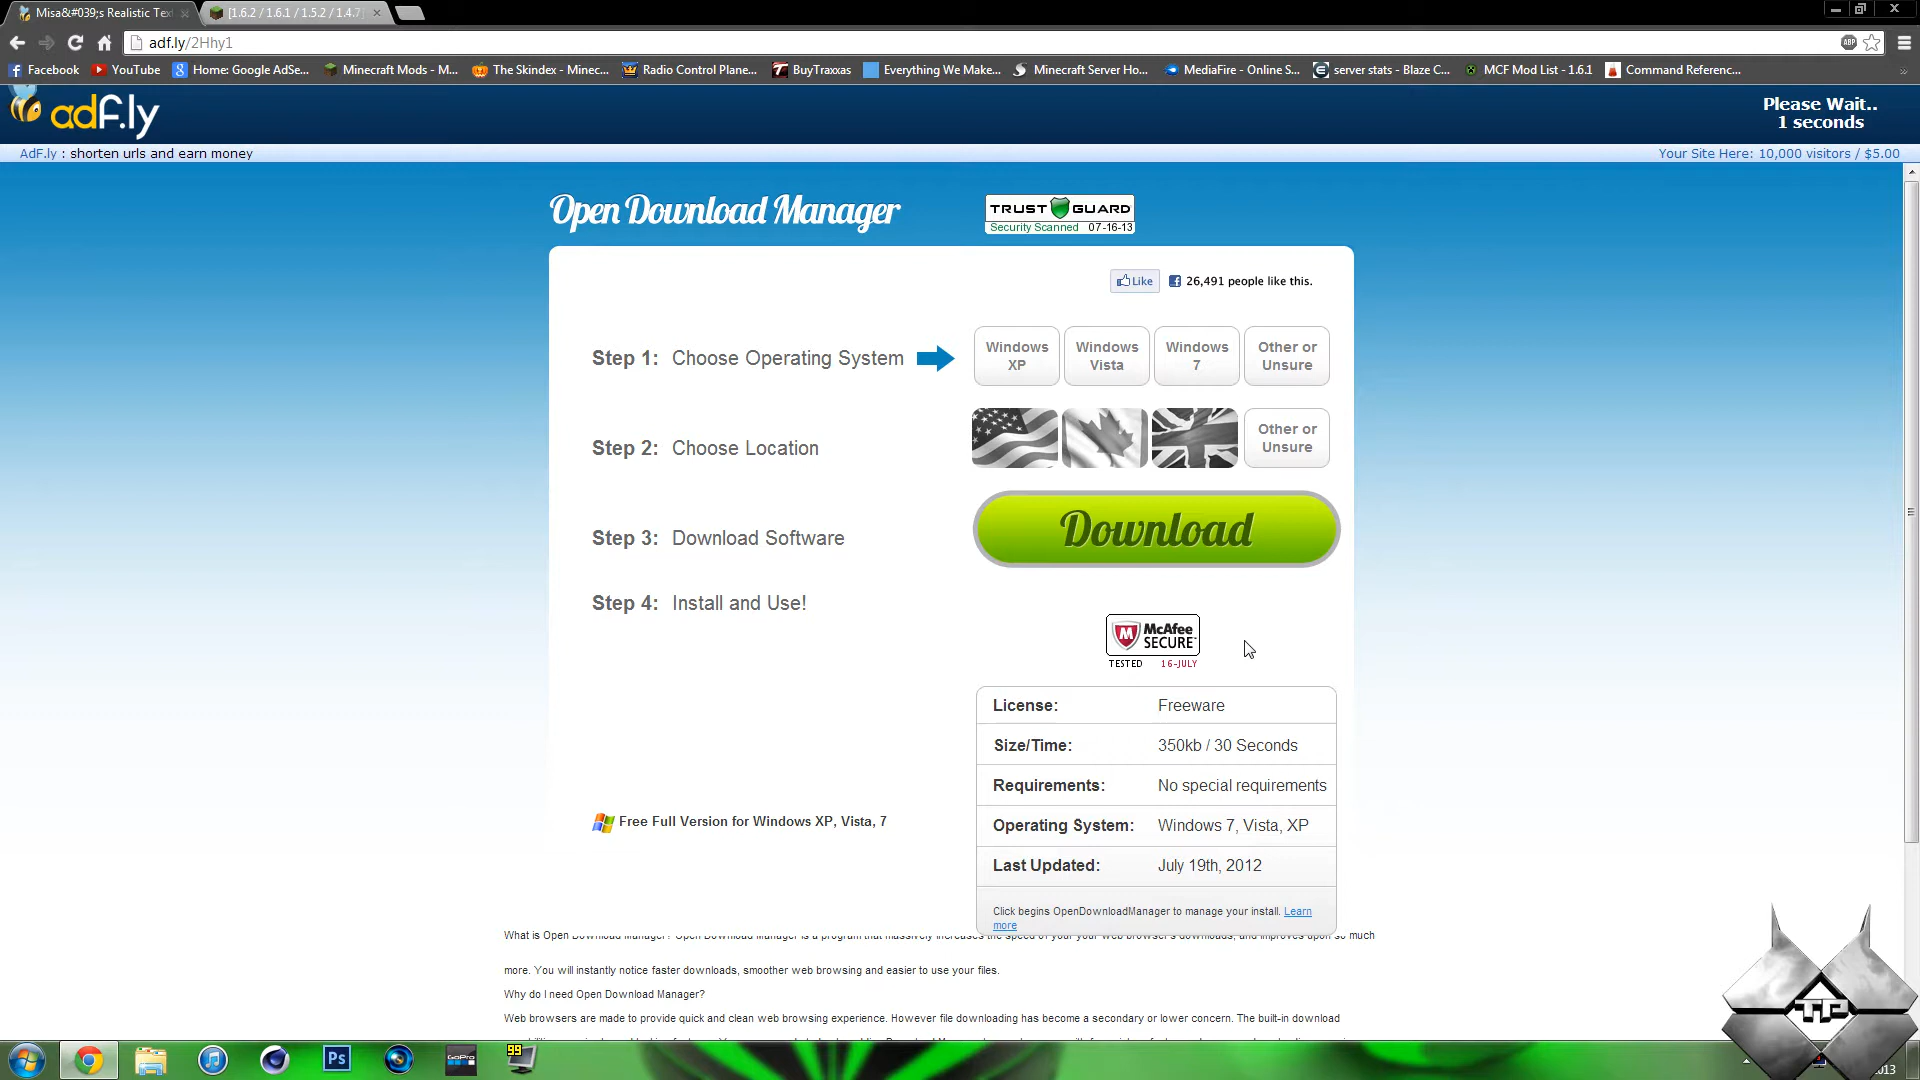 Misa&#039;s Realistic Tex
[1.6.2 / 1.6.1 / 1.5.2 / 1.4.7]
adf.ly/2Hhy1
ABP
Facebook YouTube Home: Google AdSe... Minecraft Mods - M... The Skindex - Minec... Radio Control Plane... BuyTraxxas Everything We Make... Minecraft Server Ho... MediaFire - Online S... server stats - Blaze C... MCF Mod List - 1.6.1 Command Referenc...
adf.ly
Please Wait..
1 seconds
AdF.ly : shorten urls and earn money
Your Site Here: 10,000 visitors / $5.00
Open Download Manager
TRUST GUARD
Security Scanned 07-16-13
Like 26,491 people like this.
Step 1: Choose Operating System
Windows XP
Windows Vista
Windows 7
Other or Unsure
Step 2: Choose Location
Other or Unsure
Step 3: Download Software
Download
Step 4: Install and Use!
McAfee
SECURE
TESTED 16-JULY
License: Freeware
Size/Time: 350kb / 30 Seconds
Requirements: No special requirements
Free Full Version for Windows XP, Vista, 7
Operating System: Windows 7, Vista, XP
Last Updated: July 19th, 2012
Click begins OpenDownloadManager to manage your install. Learn
more
What is Open Download Manager? Open Download Manager is a program that massively increases the speed of your your web browser's downloads, and improves upon so much
more. You will instantly notice faster downloads, smoother web browsing and easier to use your files.
Why do I need Open Download Manager?
Web browsers are made to provide quick and clean web browsing experience. However file downloading has become a secondary or lower concern. The built-in download
TP
Ps
GoPro
99
2013